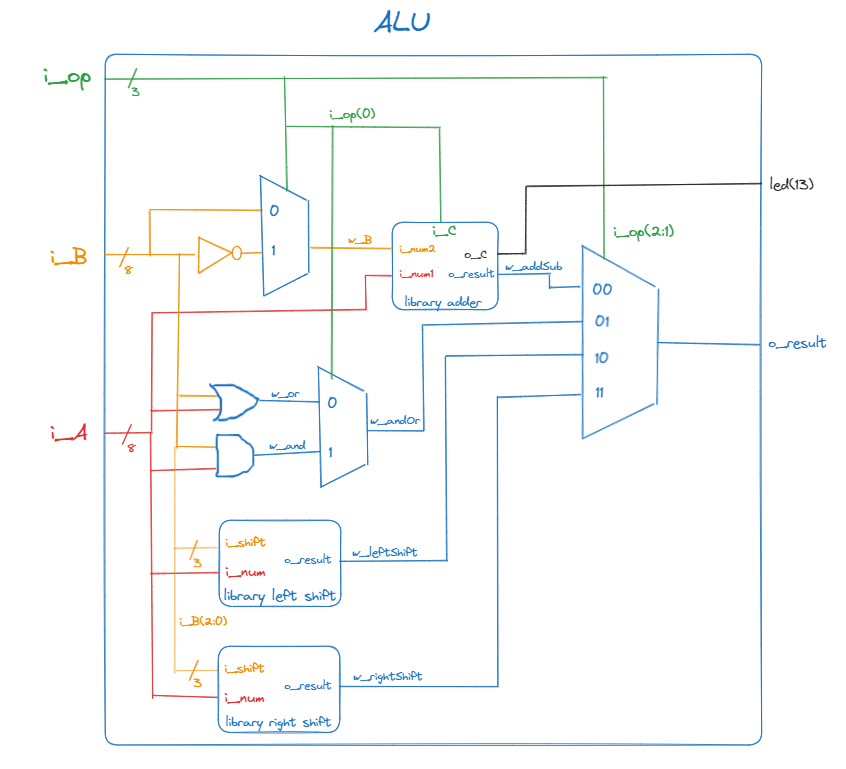 ALU
i_op
3
i_op(0)
led(13)
0
i_C
i_op(2:1)
i_B
8
1
w_B
i_num2
o_C
i_num1
o_result
w_addSub
library adder
00
01
o_result
10
w_or
0
11
i_A
8
w_andOr
w_and
1
i_shift
3
o_result
w_leftShift
i_num
library left shift
i_B(2:0)
i_shift
3
o_result
w_rightShift
i_num
library right shift